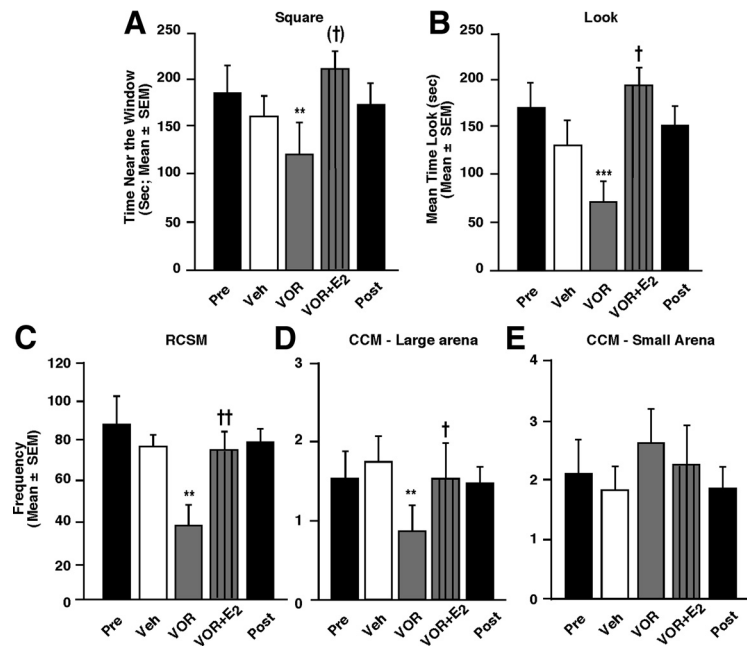 A
Square
Time Near the Window
(Sec; Mean ± SEM)
250
200
150
100
50
0
**
(†)
Pre
Veh
VOR
VOR+E2
Post
B
Look
Mean Time Look (sec)
(Mean ± SEM)
250
200
150
100
50
0
***
†
Pre
Veh
VOR
VOR+E2
Post
C
RCSM
Frequency
(Mean ± SEM)
120
100
80
60
40
20
0
**
††
Pre
Veh
VOR
VOR+E2
Post
D
CCM - Large arena
3
2
1
0
**
†
Pre
Veh
VOR
VOR+E2
Post
E
CCM - Small Arena
4
3
2
1
0
Pre
Veh
VOR
VOR+E2
Post